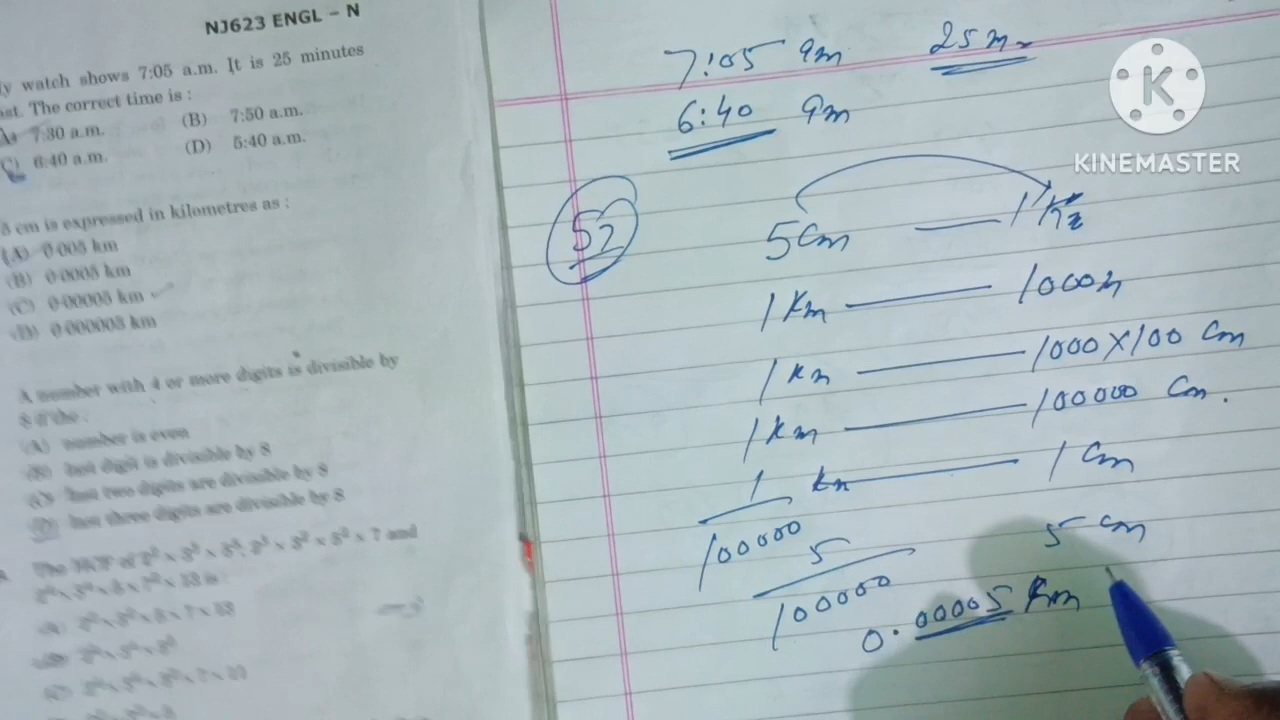 NJ623 ENGL – N
y watch shows 7:05 a.m. It is 25 minutes
ast. The correct time is :
7:30 a.m. (B) 7:50 a.m.
6:40 a.m. (D) 5:40 a.m.
5 cm is expressed in kilometres as :
(A) 0·005 km
(B) 0·0005 km
(C) 0·00005 km
(D) 0·000005 km
A number with 4 or more digits is divisible by
8 if the :
(A) number is even
(B) last digit is divisible by 8
(C) last two digits are divisible by 8
(D) last three digits are divisible by 8
7:05 am 25 m
6:40 am
KINEMASTER
52
5 cm — 1
1 Km — 1000
1 Km — 1000 X 100 Cm
1 Km — 100000 Cm.
1/100000 km — 1 Cm
5/100000 5 cm
0.00005 Km